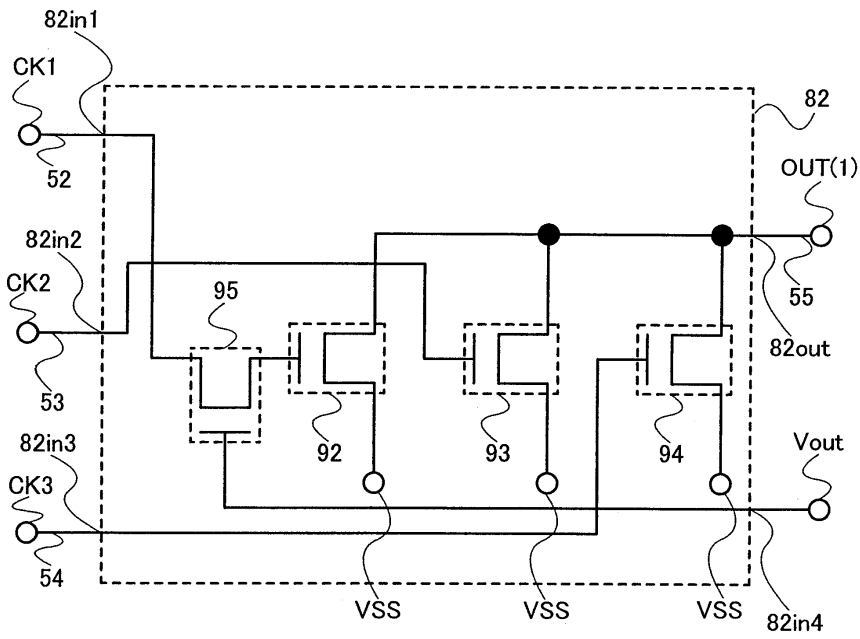 82in1
CK1
82
52
OUT(1)
82in2
CK2
95
55
82out
53
92
93
94
82in3
Vout
CK3
54
VSS
VSS
VSS
82in4